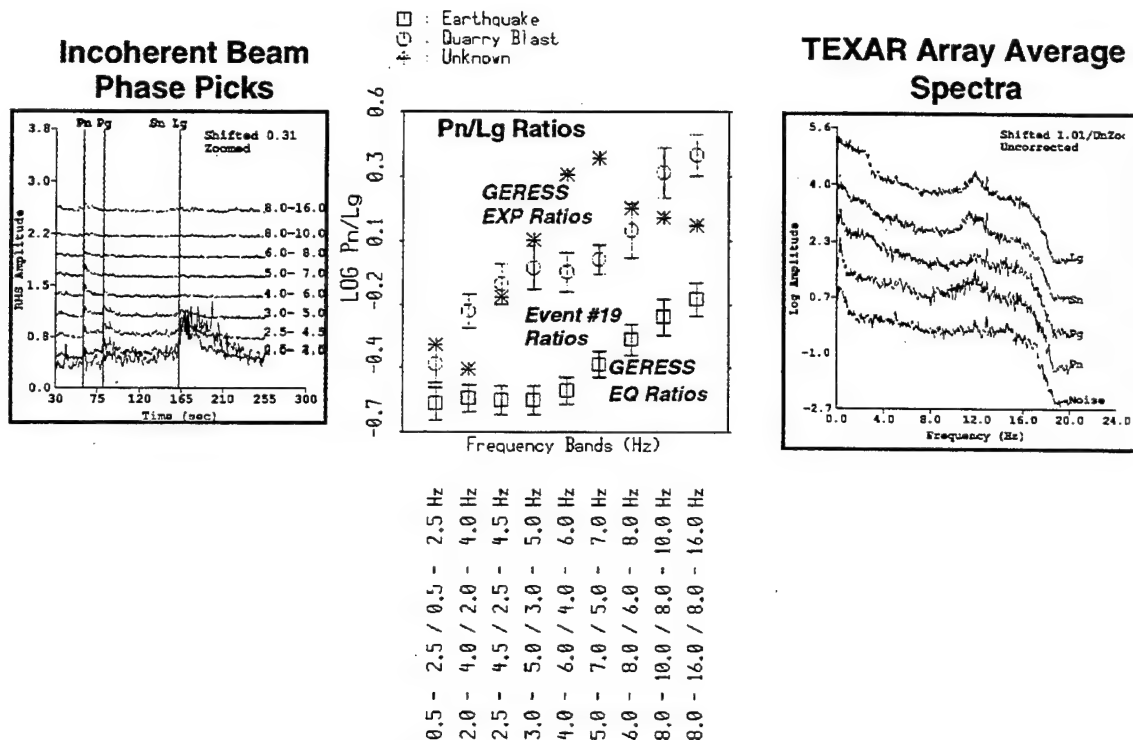 □ : Earthquake
○ : Quarry Blast
* : Unknown
Incoherent Beam
Phase Picks
TEXAR Array Average
Spectra
Pn Pg Sn Lg
Shifted 0.31
Zoomed
3.8
3.0
2.2
1.5
0.8
0.0
RMS Amplitude
8.0-16.0
8.0-10.0
6.0- 8.0
5.0- 7.0
4.0- 6.0
3.0- 5.0
2.5- 4.5
30 75 120 165 210 255 300
Time (sec)
Pn/Lg Ratios
0.6
0.3
0.1
-0.2
-0.4
-0.7
LOG Pn/Lg
GERESS
EXP Ratios
Event #19
Ratios
GERESS
EQ Ratios
Frequency Bands (Hz)
0.5 - 2.5 / 0.5 - 2.5 Hz
2.0 - 4.0 / 2.0 - 4.0 Hz
2.5 - 4.5 / 2.5 - 4.5 Hz
3.0 - 5.0 / 3.0 - 5.0 Hz
4.0 - 6.0 / 4.0 - 6.0 Hz
5.0 - 7.0 / 5.0 - 7.0 Hz
6.0 - 8.0 / 6.0 - 8.0 Hz
8.0 - 10.0 / 8.0 - 10.0 Hz
8.0 - 16.0 / 8.0 - 16.0 Hz
Shifted 1.01/UnZo
Uncorrected
5.6
4.0
2.3
0.7
-1.0
-2.7
Log Amplitude
Lg
Sn
Pg
Pn
Noise
0.0 4.0 8.0 12.0 16.0 20.0 24.0
Frequency (Hz)